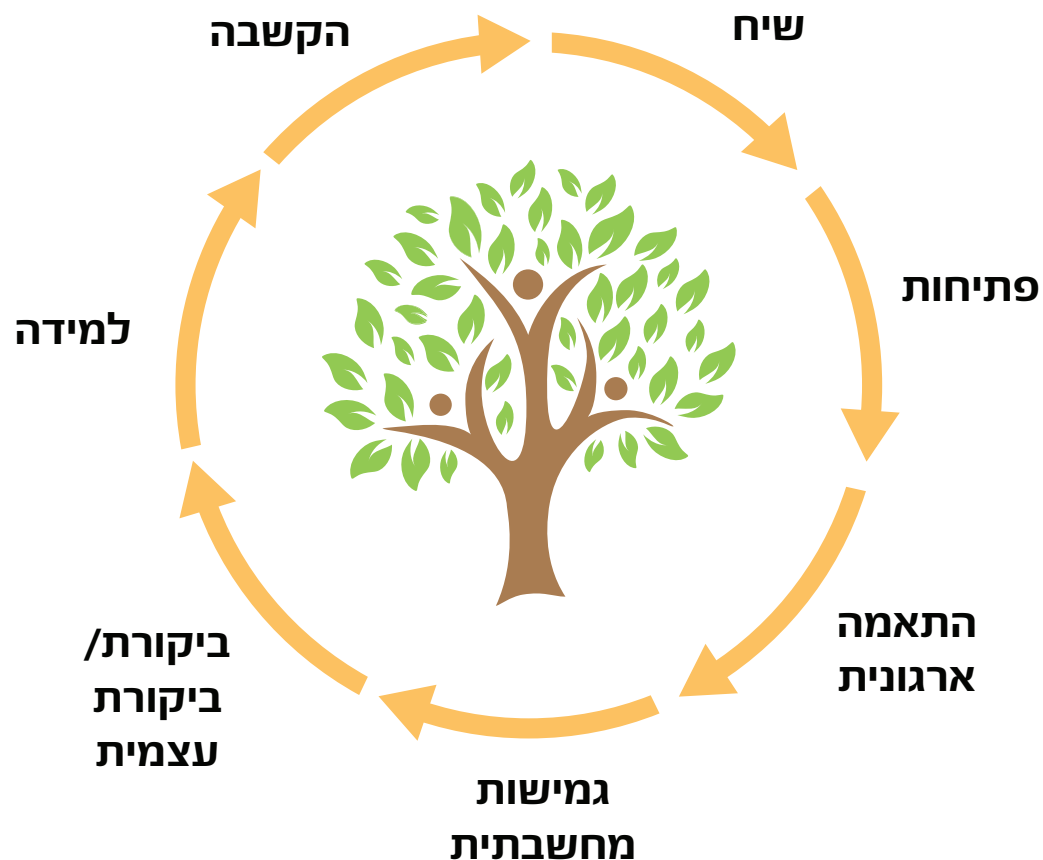 שיח
פתיחות
התאמה
ארגונית
גמישות
מחשבתית
ביקורת/
ביקורת
עצמית
למידה
הקשבה